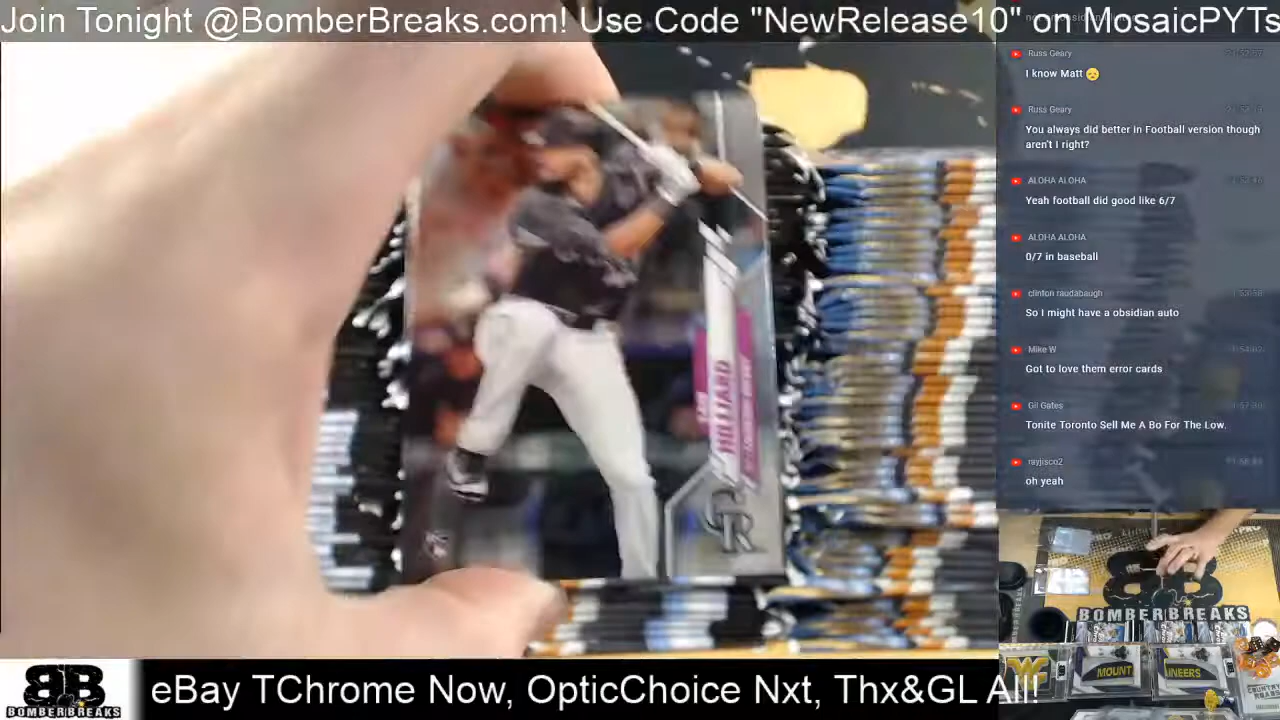 Join Tonight @BomberBreaks.com! Use Code "NewRelease10" on MosaicPYTs
Russ Geary
I know Matt 😞
Russ Geary
You always did better in Football version though
aren't I right?
ALOHA ALOHA
Yeah football did good like 6/7
ALOHA ALOHA
0/7 in baseball
clinton raudabaugh
So I might have a obsidian auto
Mike W
Got to love them error cards
Gil Gates
Tonite Toronto Sell Me A Bo For The Low.
rayjisco2
oh yeah
HILLIARD
CR
BB
BOMBERBREAKS
MOUNT
INEERS
BB
BOMBERBREAKS
eBay TChrome Now, OpticChoice Nxt, Thx&GL All!